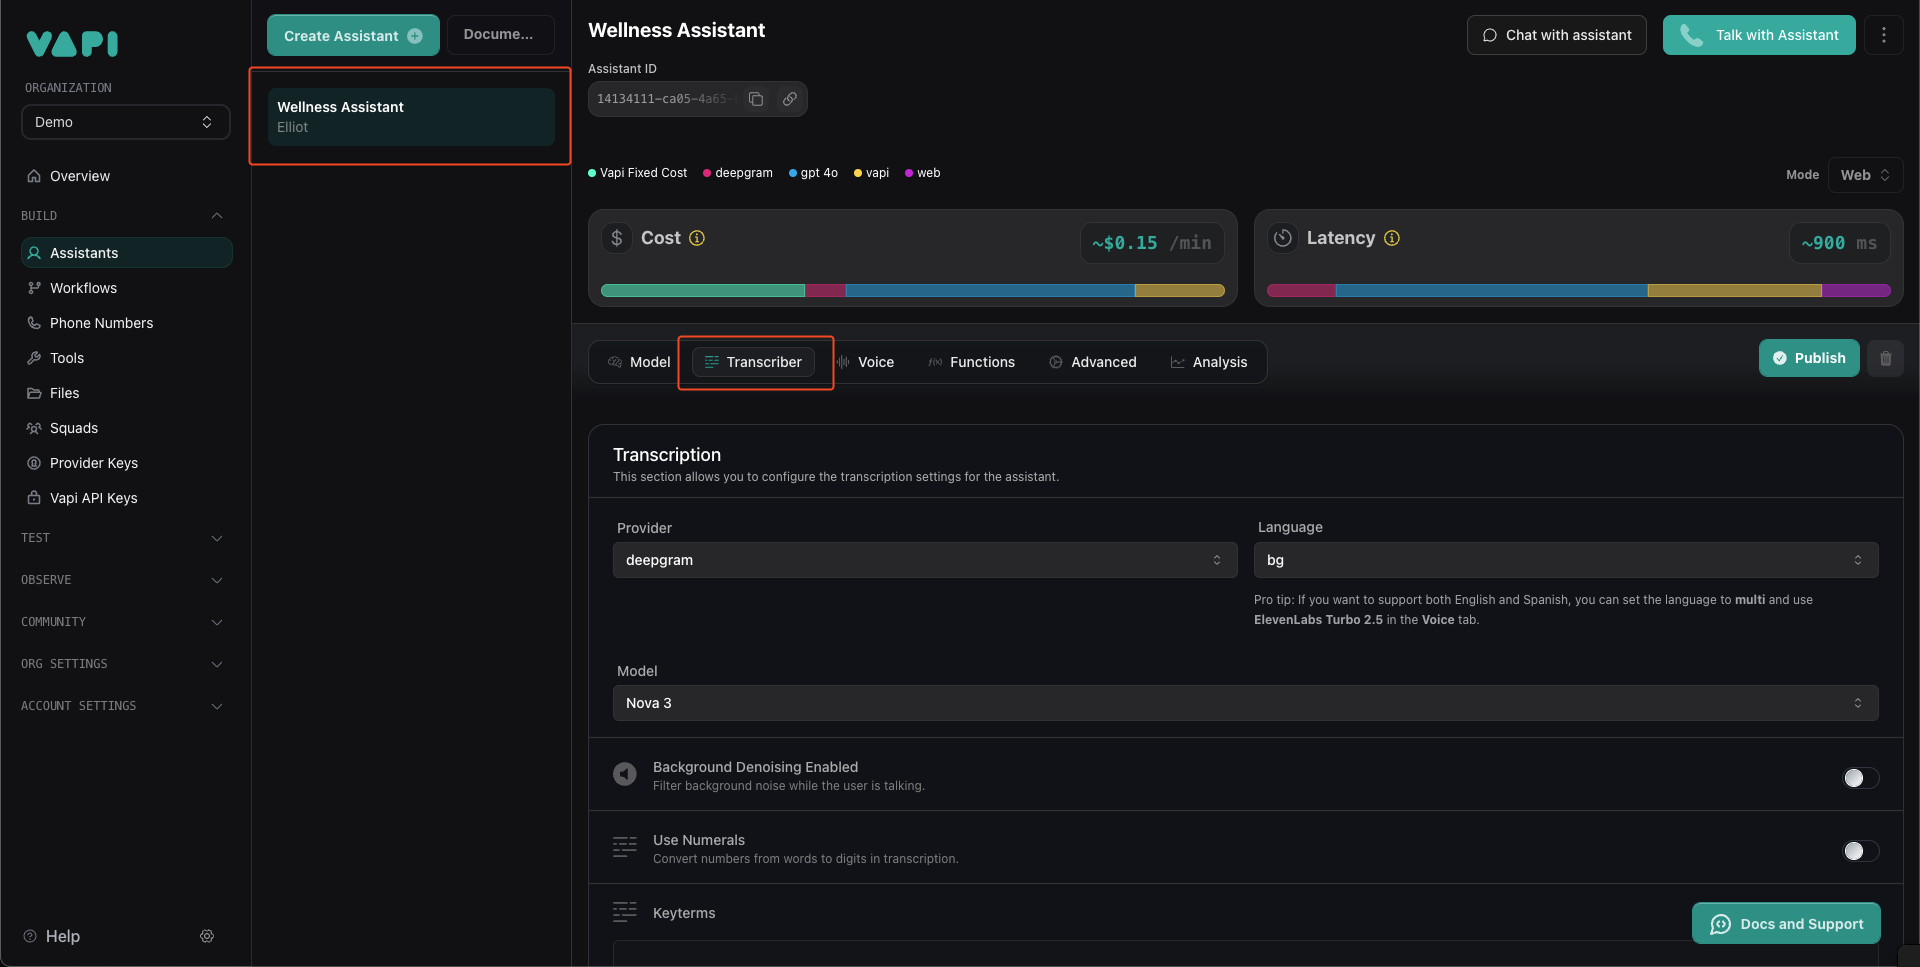 VAPI
ORGANIZATION
Demo
Overview
BUILD
Assistants
Workflows
Phone Numbers
Tools
Files
Squads
Provider Keys
Vapi API Keys
TEST
OBSERVE
COMMUNITY
ORG SETTINGS
ACCOUNT SETTINGS
Help
Create Assistant
Docume...
Wellness Assistant
Elliot
Wellness Assistant
Chat with assistant
Talk with Assistant
Assistant ID
14134111-ca05-4a65-
Vapi Fixed Cost deepgram gpt 4o vapi web
Mode Web
Cost
~$0.15 /min
Latency
~900 ms
Model Transcriber Voice Functions Advanced Analysis
Publish
Transcription
This section allows you to configure the transcription settings for the assistant.
Provider
deepgram
Language
bg
Pro tip: If you want to support both English and Spanish, you can set the language to multi and use
ElevenLabs Turbo 2.5 in the Voice tab.
Model
Nova 3
Background Denoising Enabled
Filter background noise while the user is talking.
Use Numerals
Convert numbers from words to digits in transcription.
Keyterms
Docs and Support